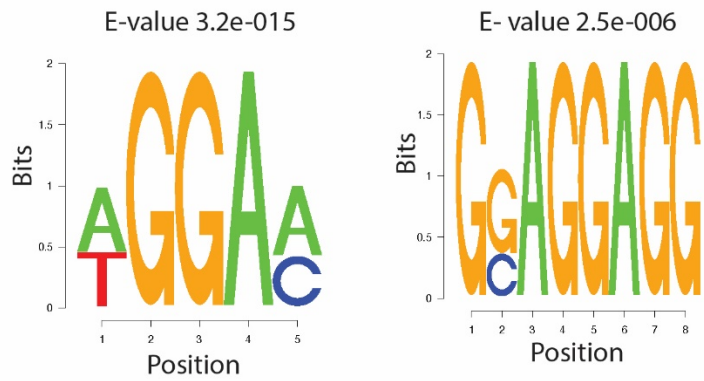 E-value 3.2e-015
2
1.5
1
0.5
0
Bits
A
T
G
G
A
A
C
1 2 3 4 5
Position
E- value 2.5e-006
2
1.5
1
0.5
0
Bits
G
G
C
A
G
G
A
G
G
1 2 3 4 5 6 7 8
Position